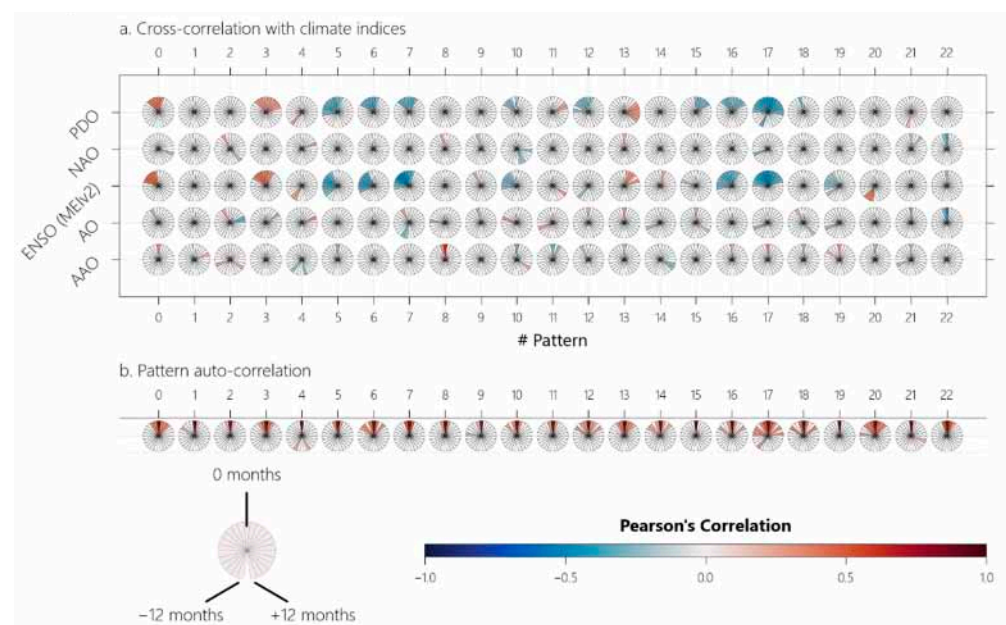 a. Cross-correlation with climate indices
0 1 2 3 4 5 6 7 8 9 10 11 12 13 14 15 16 17 18 19 20 21 22
PDO
NAO
ENSO (MEIv2)
AO
AAO
0 1 2 3 4 5 6 7 8 9 10 11 12 13 14 15 16 17 18 19 20 21 22
# Pattern
b. Pattern auto-correlation
0 1 2 3 4 5 6 7 8 9 10 11 12 13 14 15 16 17 18 19 20 21 22
0 months
−12 months
+12 months
Pearson's Correlation
−1.0 −0.5 0.0 0.5 1.0